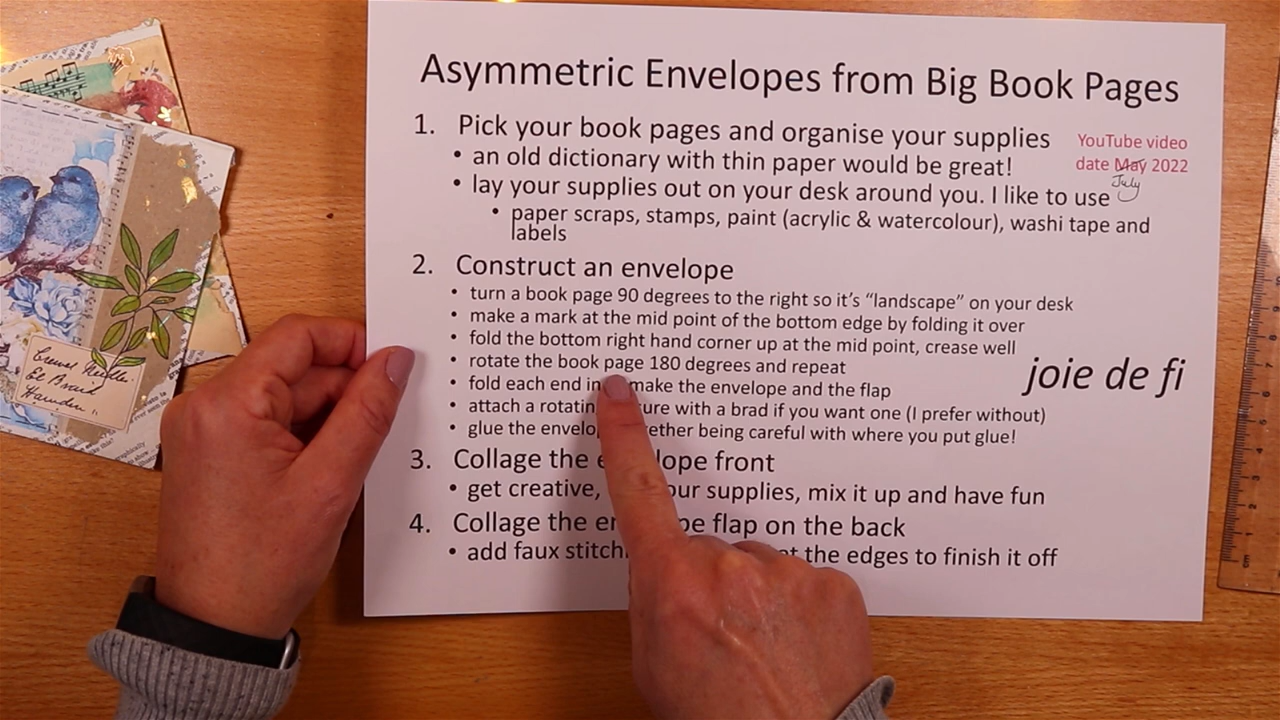 Asymmetric Envelopes from Big Book Pages
1. Pick your book pages and organise your supplies
• an old dictionary with thin paper would be great!
• lay your supplies out on your desk around you. I like to use
• paper scraps, stamps, paint (acrylic & watercolour), washi tape and
labels
YouTube video
date May 2022
July
2. Construct an envelope
• turn a book page 90 degrees to the right so it's "landscape" on your desk
• make a mark at the mid point of the bottom edge by folding it over
• fold the bottom right hand corner up at the mid point, crease well
• rotate the book page 180 degrees and repeat
• fold each end in make the envelope and the flap
• attach a rotatin ure with a brad if you want one (I prefer without)
• glue the envelo ether being careful with where you put glue!
joie de fi
3. Collage the e lope front
• get creative, our supplies, mix it up and have fun
4. Collage the en pe flap on the back
• add faux stitch t the edges to finish it off
El Braid
Hamden